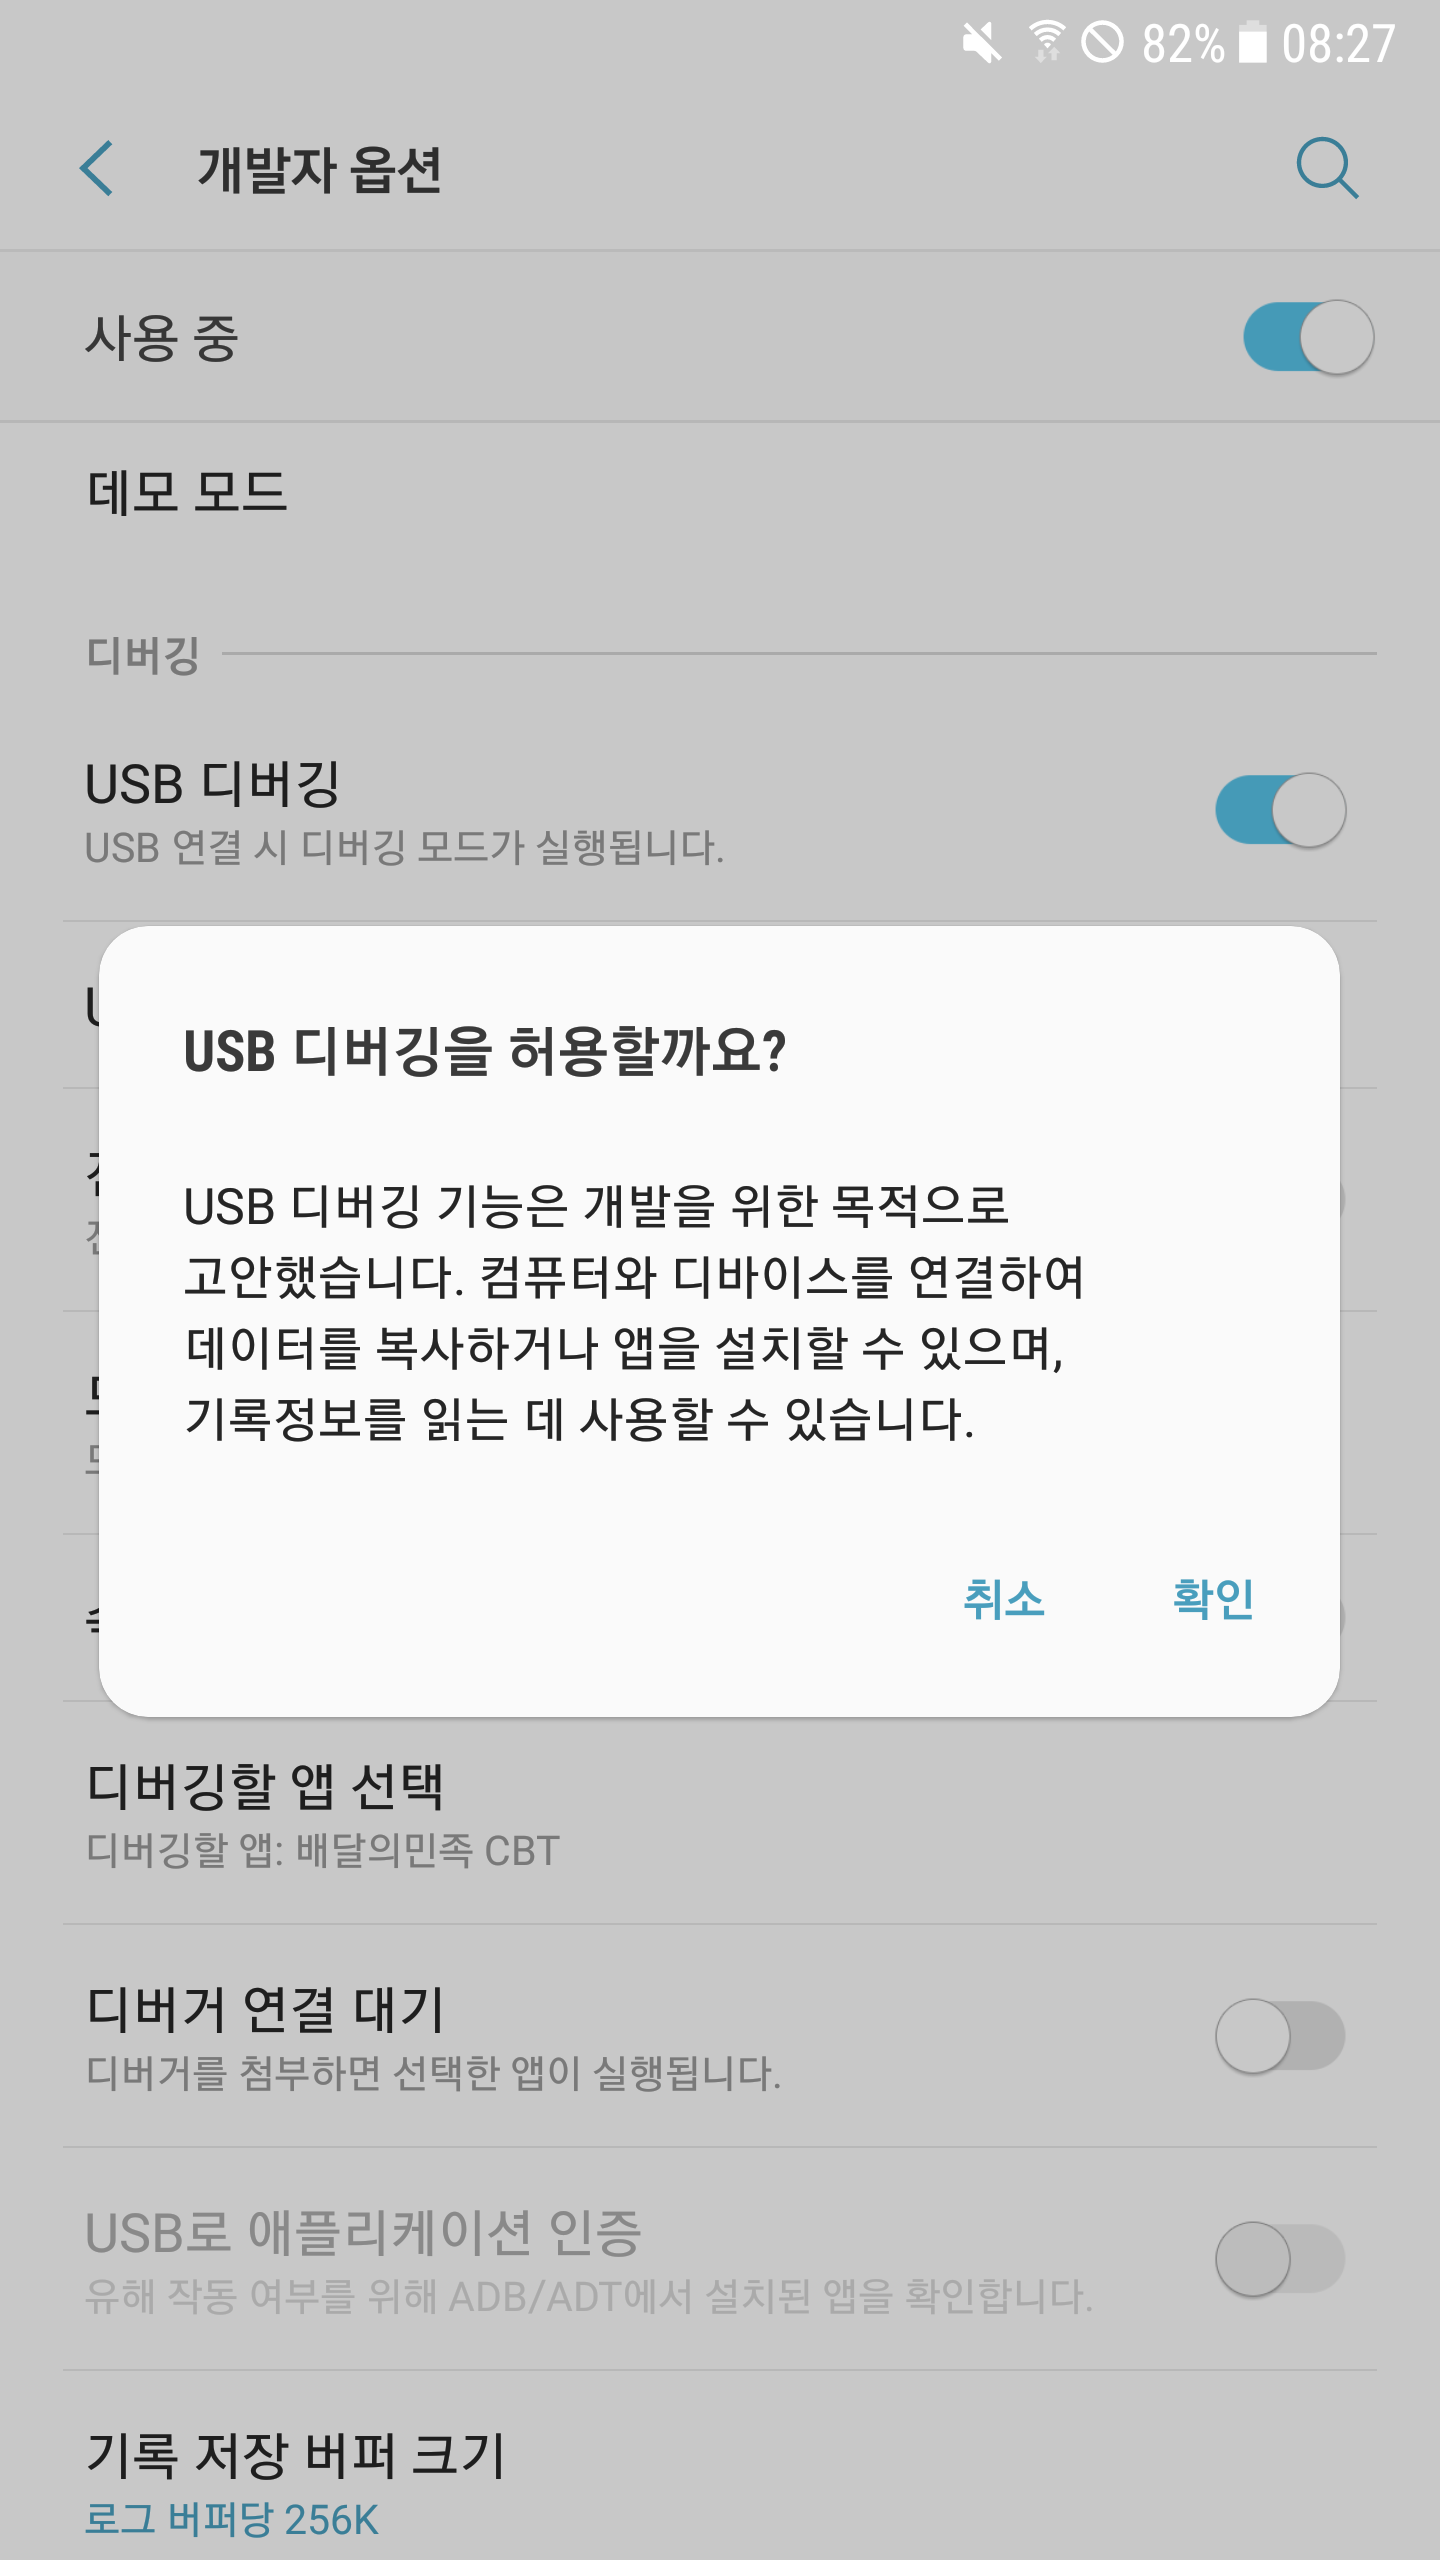 82% 08:27
개발자 옵션
사용 중
데모 모드
디버깅
USB 디버깅
USB 연결 시 디버깅 모드가 실행됩니다.
USB 디버깅을 허용할까요?
USB 디버깅 기능은 개발을 위한 목적으로
고안했습니다. 컴퓨터와 디바이스를 연결하여
데이터를 복사하거나 앱을 설치할 수 있으며,
기록정보를 읽는 데 사용할 수 있습니다.
취소 확인
디버깅할 앱 선택
디버깅할 앱: 배달의민족 CBT
디버거 연결 대기
디버거를 첨부하면 선택한 앱이 실행됩니다.
USB로 애플리케이션 인증
유해 작동 여부를 위해 ADB/ADT에서 설치된 앱을 확인합니다.
기록 저장 버퍼 크기
로그 버퍼당 256K